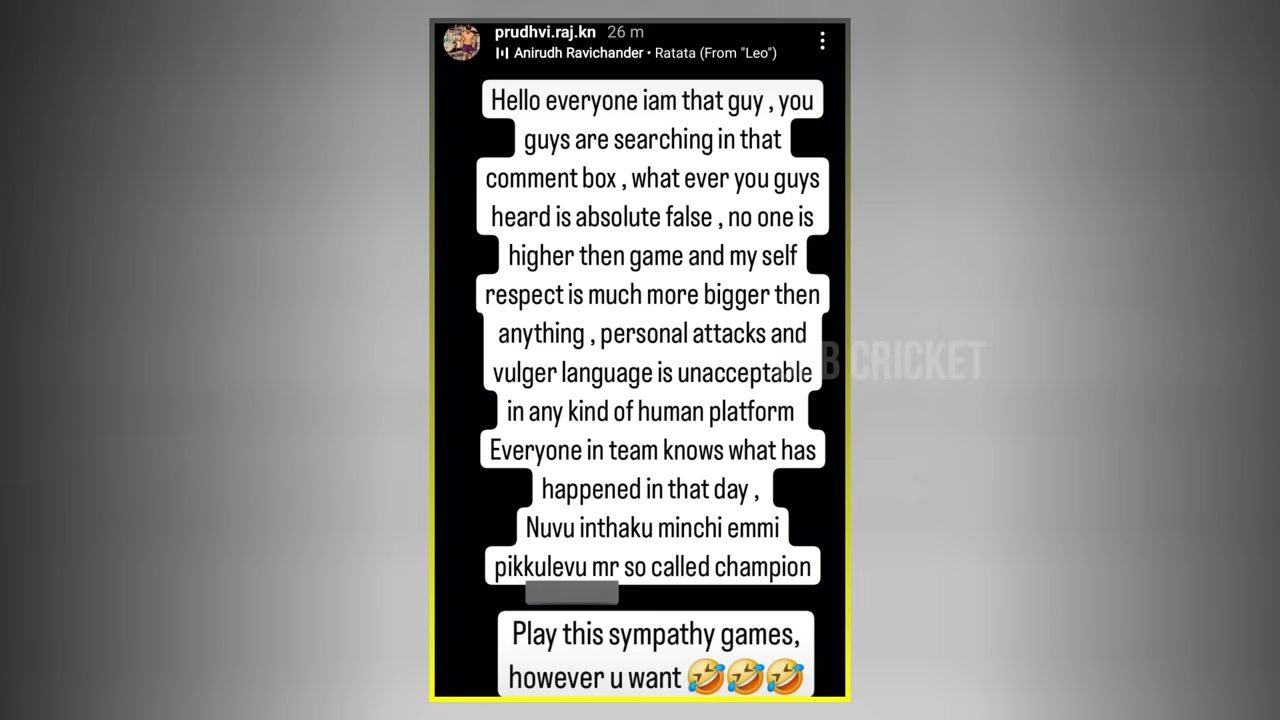 prudhvi.raj.kn 26 m
Anirudh Ravichander • Ratata (From "Leo")
Hello everyone iam that guy , you
guys are searching in that
comment box , what ever you guys
heard is absolute false , no one is
higher then game and my self
respect is much more bigger then
anything , personal attacks and
vulger language is unacceptable
in any kind of human platform
Everyone in team knows what has
happened in that day ,
Nuvu inthaku minchi emmi
pikkulevu mr so called champion
Play this sympathy games,
however u want 🤣🤣🤣
B CRICKET